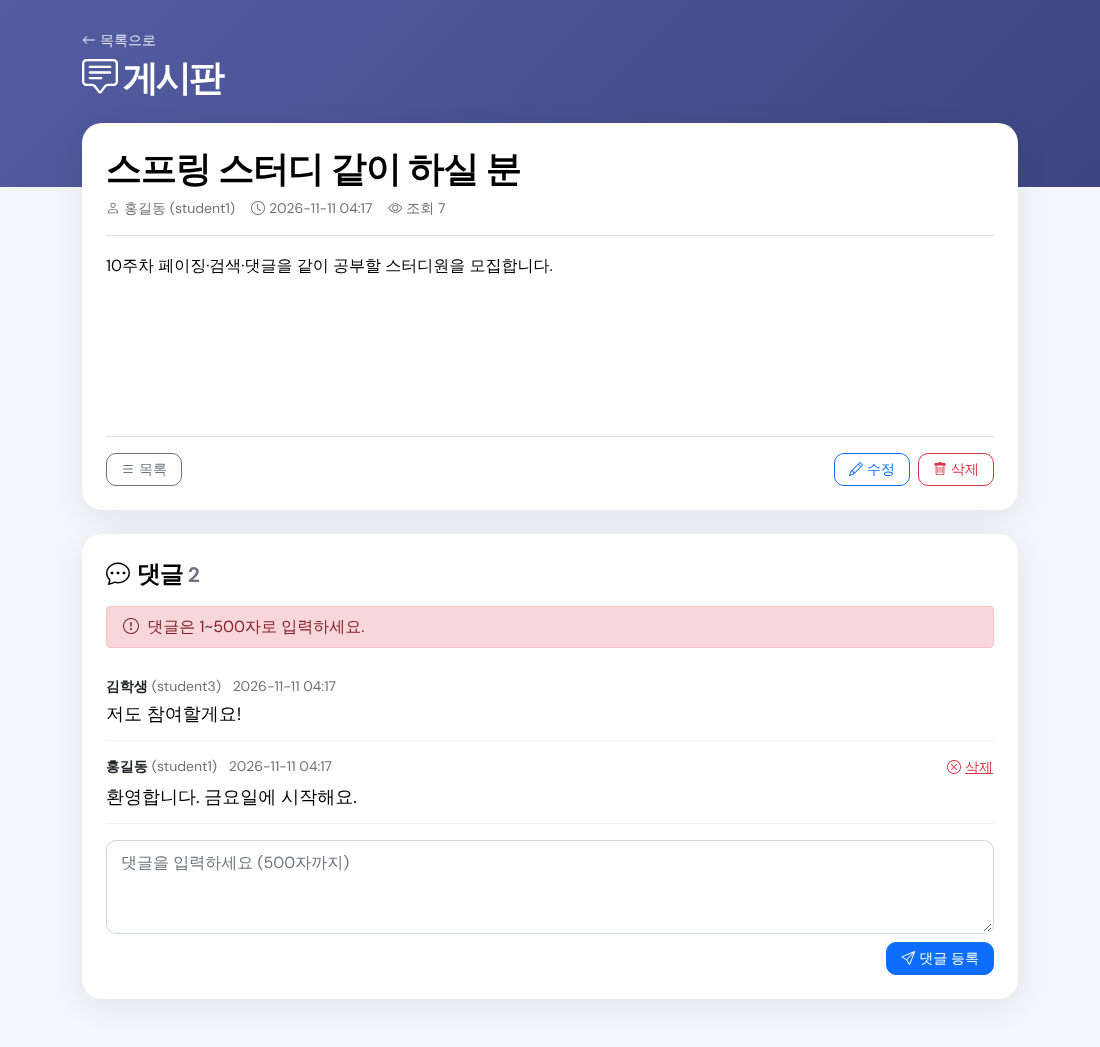 목록으로
게시판
스프링 스터디 같이 하실 분
홍길동 (student1) 2026-11-11 04:17 조회 7
10주차 페이징·검색·댓글을 같이 공부할 스터디원을 모집합니다.
목록 수정 삭제
댓글 2
댓글은 1~500자로 입력하세요.
김학생 (student3) 2026-11-11 04:17
저도 참여할게요!
홍길동 (student1) 2026-11-11 04:17 삭제
환영합니다. 금요일에 시작해요.
댓글을 입력하세요 (500자까지)
댓글 등록